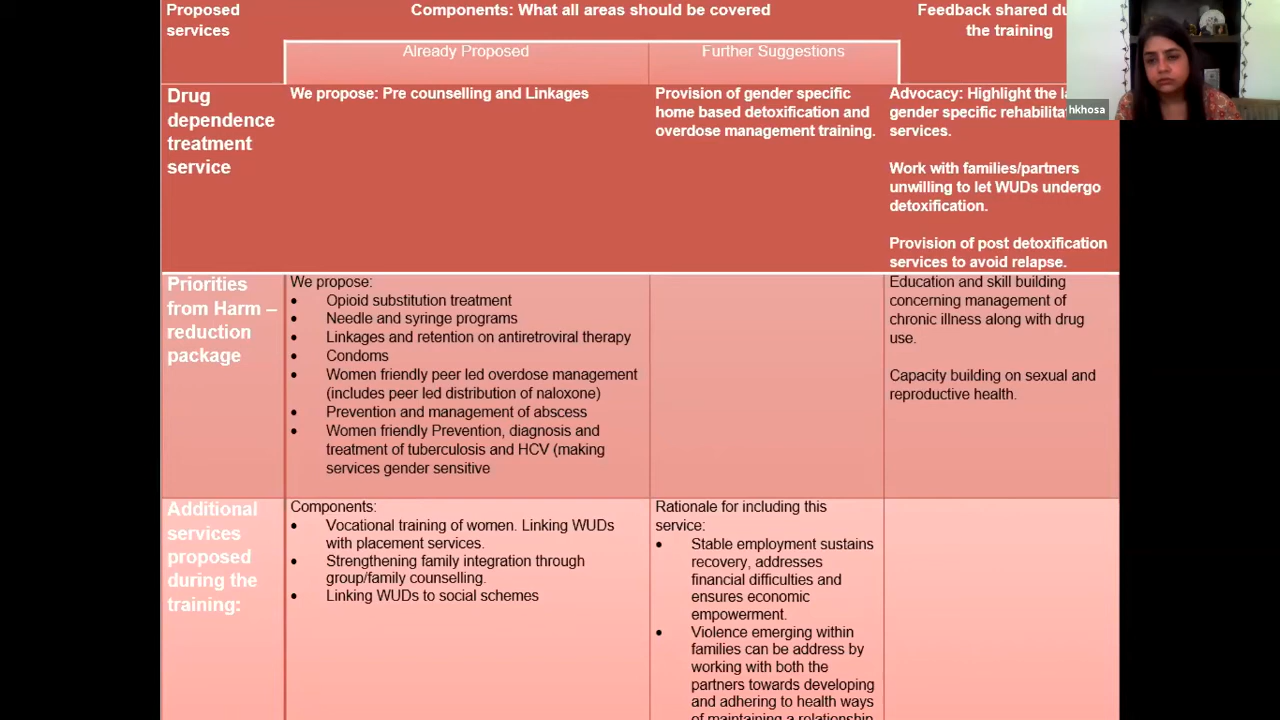 Proposed
services
Components: What all areas should be covered
Feedback shared
the training
Already Proposed
Further Suggestions
Drug
dependence
treatment
service
We propose: Pre counselling and Linkages
Provision of gender specific
home based detoxification and
overdose management training.
Advocacy: Highlight the
gender specific
services.
Work with families/partners
unwilling to let WUDs undergo
detoxification.
Provision of post detoxification
services to avoid relapse.
hkhosa
Priorities
from Harm –
reduction
package
We propose:
• Opioid substitution treatment
• Needle and syringe programs
• Linkages and retention on antiretroviral therapy
• Condoms
• Women friendly peer led overdose management
(includes peer led distribution of naloxone)
• Prevention and management of abscess
• Women friendly Prevention, diagnosis and
treatment of tuberculosis and HCV (making
services gender sensitive
Education and skill building
concerning management of
chronic illness along with drug
use.
Capacity building on sexual and
reproductive health.
Additional
services
proposed
during the
training:
Components:
• Vocational training of women. Linking WUDs
with placement services.
• Strengthening family integration through
group/family counselling.
• Linking WUDs to social schemes
Rationale for including this
service:
• Stable employment sustains
recovery, addresses
financial difficulties and
ensures economic
empowerment.
• Violence emerging within
families can be address by
working with both the
partners towards developing
and adhering to health ways
of maintaining a relationship